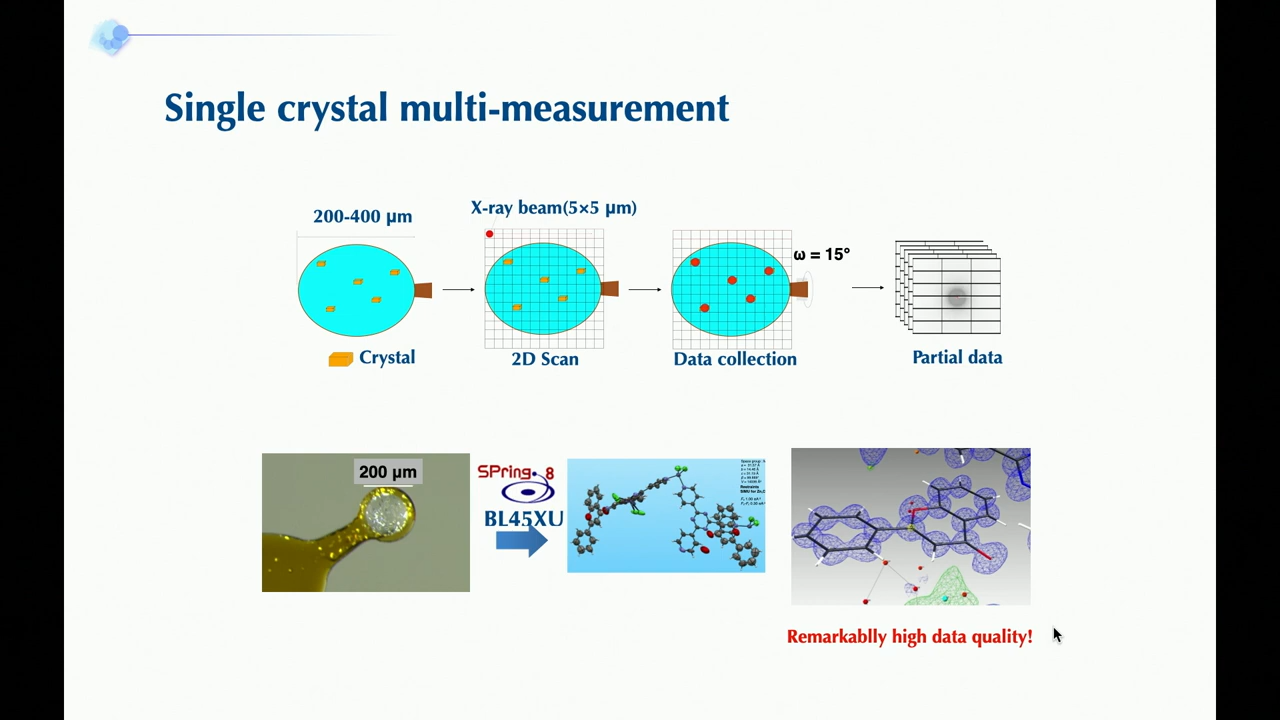 Single crystal multi-measurement
200-400 µm
X-ray beam(5×5 µm)
ω = 15°
Crystal
2D Scan
Data collection
Partial data
200 µm
SPring-8
BL45XU
Remarkablly high data quality!